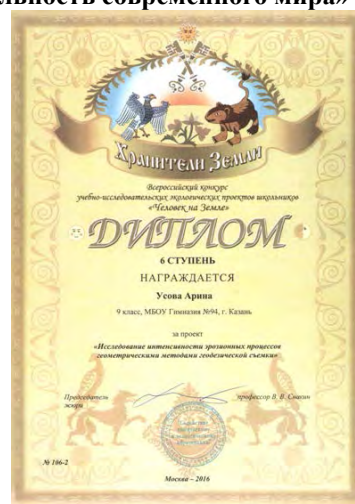 льность современного мира»
Хранители Земли
Всероссийский конкурс
учебно-исследовательских экологических проектов школьников
«Человек на Земле»
ДИПЛОМ
6 СТУПЕНЬ
НАГРАЖДАЕТСЯ
Усова Арина
9 класс, МБОУ Гимназия №94, г. Казань
за проект
«Исследование интенсивности эрозионных процессов
геометрическими методами геодезической съемки»
Председатель
жюри
профессор В. В.
№ 106-2
Москва – 2016